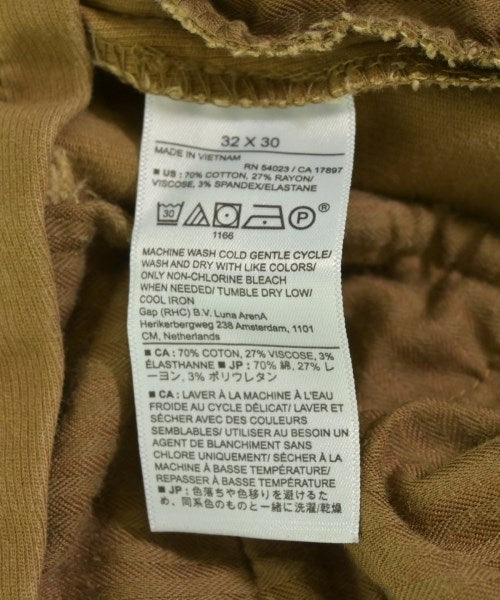 32 X 30
MADE IN VIETNAM
RN 54023 / CA 17897
■ US : 70% COTTON, 27% RAYON/
VISCOSE, 3% SPANDEX/ELASTANE
30 P
1166
MACHINE WASH COLD GENTLE CYCLE/
WASH AND DRY WITH LIKE COLORS/
ONLY NON-CHLORINE BLEACH
WHEN NEEDED/ TUMBLE DRY LOW/
COOL IRON
Gap (RHC) B.V. Luna ArenA
Herikerbergweg 238 Amsterdam, 1101
CM, Netherlands
■ CA : 70% COTON, 27% VISCOSE, 3%
ÉLASTHANNE ■ JP : 70% 綿, 27% レ
ーヨン, 3% ポリウレタン
■ CA : LAVER À LA MACHINE À L'EAU
FROIDE AU CYCLE DÉLICAT/ LAVER ET
SÉCHER AVEC DES COULEURS
SEMBLABLES/ UTILISER AU BESOIN UN
AGENT DE BLANCHIMENT SANS
CHLORE UNIQUEMENT/ SÉCHER À LA
MACHINE À BASSE TEMPÉRATURE/
REPASSER À BASSE TEMPÉRATURE
■ JP : 色落ちや色移りを避けるた
め、同系色のものと一緒に洗濯/乾燥